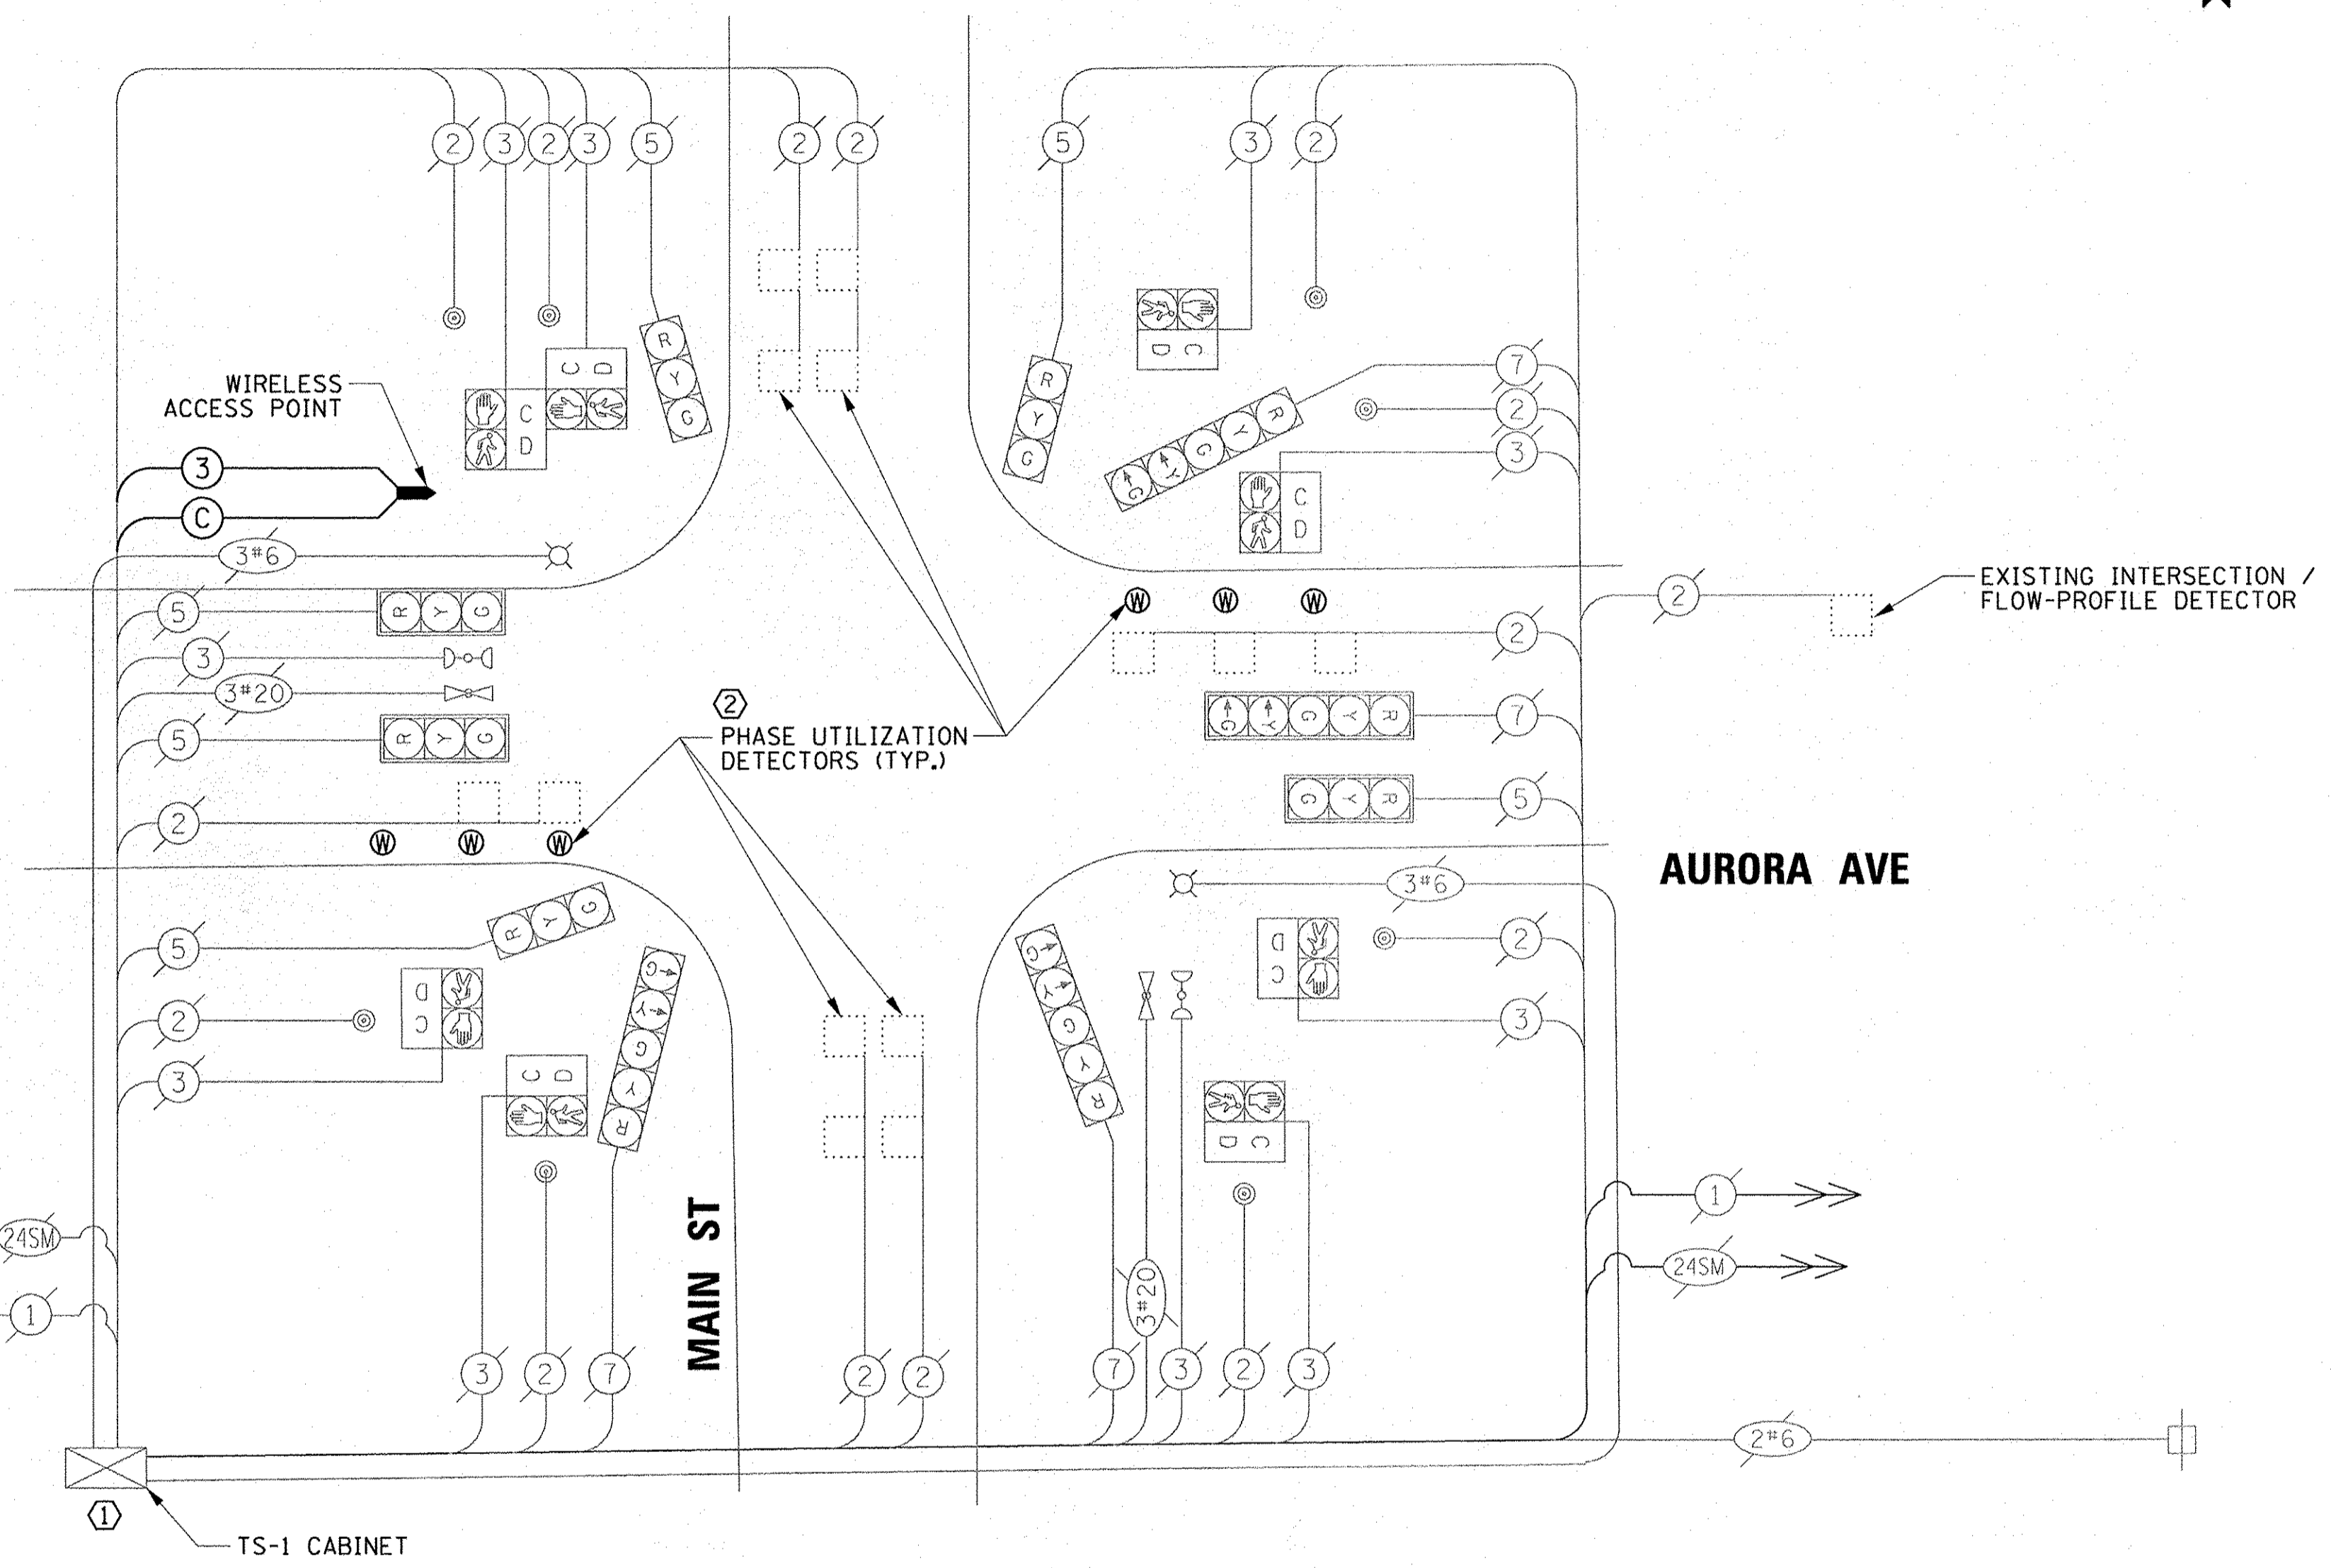 2 3 2 3 5 2 2 5 3 2
R Y G
C D
C D
R Y G
D C
7
2
3
R Y G Y G
C D
WIRELESS
ACCESS POINT
3
C
3#6
5 R Y G
3
3#20
5 R Y G
2
W W W
W W W
2
EXISTING INTERSECTION /
FLOW-PROFILE DETECTOR
2
2
PHASE UTILIZATION
DETECTORS (TYP.)
G Y G Y R 7
G Y R 5
AURORA AVE
3#6
5 R Y G
2
3
D C
C D
G Y G Y R
G Y G Y R
D C
2
3
D C
24SM
1
MAIN ST
3#20
1
24SM
3 2 7 2 2 7 3 2 3
2#6
1
TS-1 CABINET